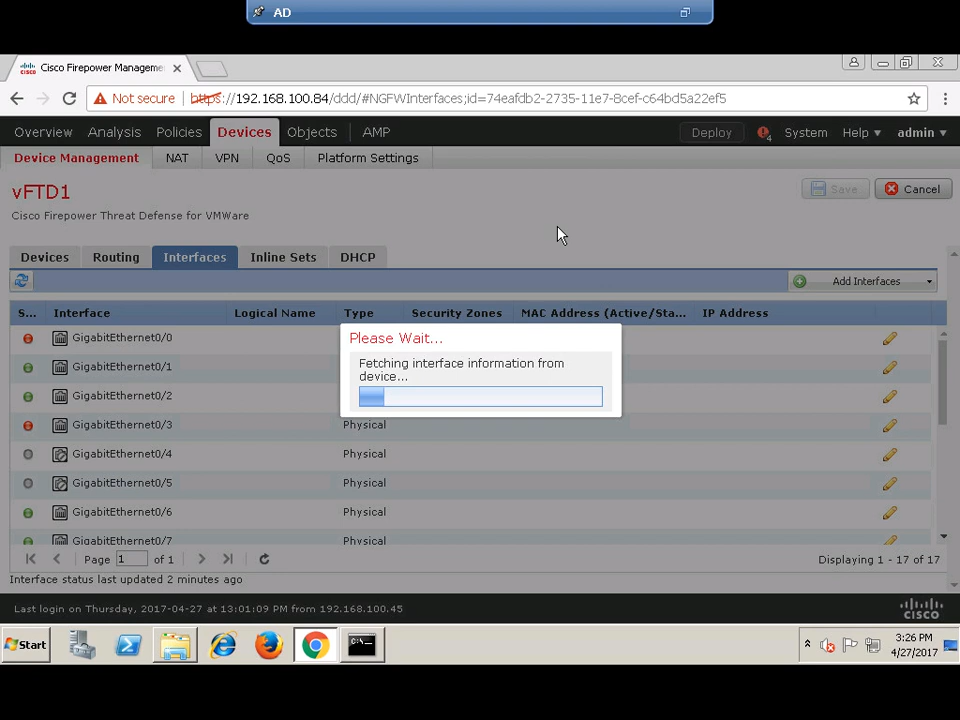 AD
Cisco Firepower Manageme
Not secure https://192.168.100.84/ddd/#NGFWInterfaces;id=74eafdb2-2735-11e7-8cef-c64bd5a22ef5
Overview Analysis Policies Devices Objects AMP Deploy 4 System Help admin
Device Management NAT VPN QoS Platform Settings
vFTD1
Save Cancel
Cisco Firepower Threat Defense for VMWare
Devices Routing Interfaces Inline Sets DHCP
Add Interfaces
S... Interface Logical Name Type Security Zones MAC Address (Active/Sta... IP Address
GigabitEthernet0/0
GigabitEthernet0/1
GigabitEthernet0/2
GigabitEthernet0/3 Physical
GigabitEthernet0/4 Physical
GigabitEthernet0/5 Physical
GigabitEthernet0/6 Physical
GigabitEthernet0/7 Physical
Please Wait...
Fetching interface information from
device...
Page 1 of 1 Displaying 1 - 17 of 17
Interface status last updated 2 minutes ago
Last login on Thursday, 2017-04-27 at 13:01:09 PM from 192.168.100.45
cisco
Start
C:\-
3:26 PM
4/27/2017